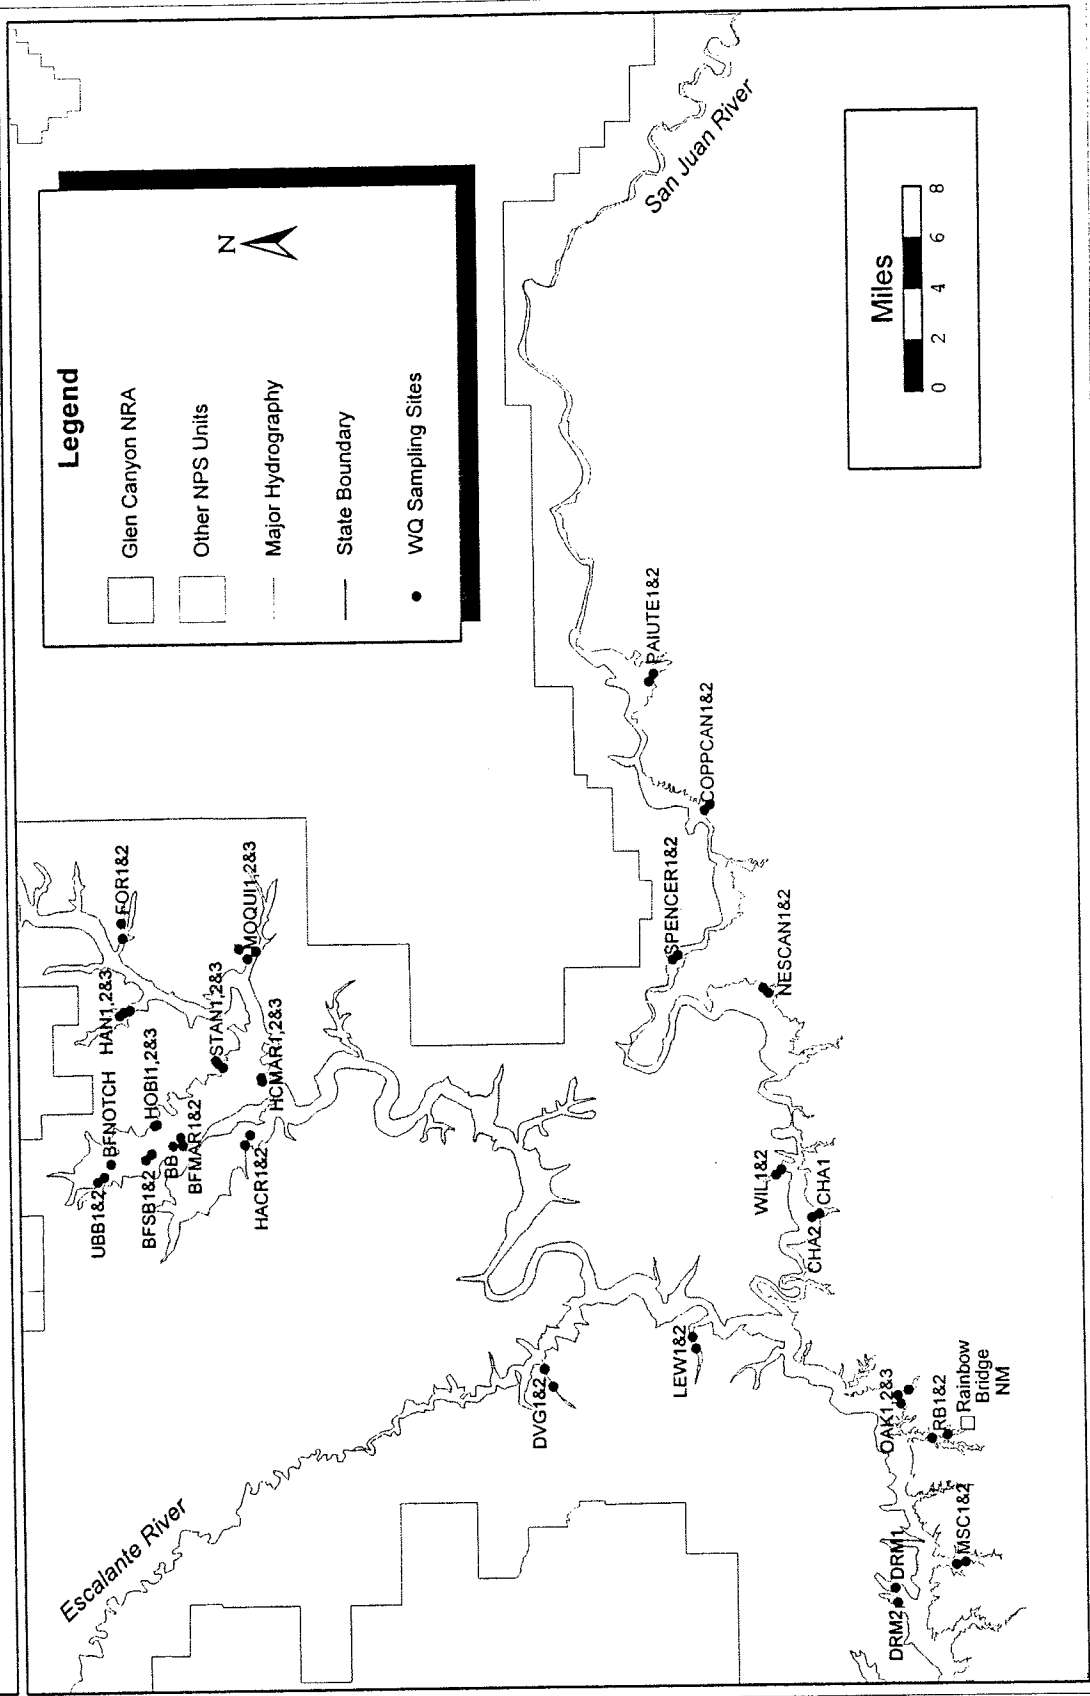 Legend
Glen Canyon NRA
Other NPS Units
Major Hydrography
State Boundary
WQ Sampling Sites
N
Escalante River
San Juan River
UBB1&2
BFNOTCH
HAN1,2&3
FOR1&2
BFSB1&2
HOBI1,2&3
BB
BFMAR1&2
STAN1,2&3
MOQUI1,2&3
HACR1&2
HCMAR1,2&3
DVG1&2
LEW1&2
SPENCER1&2
COPPCAN1&2
PAIUTE1&2
NESCAN1&2
WIL1&2
CHA2
CHA1
OAK1,2&3
RB1&2
Rainbow
Bridge
NM
DRM2
DRM1
MSC1&2
Miles
0 2 4 6 8